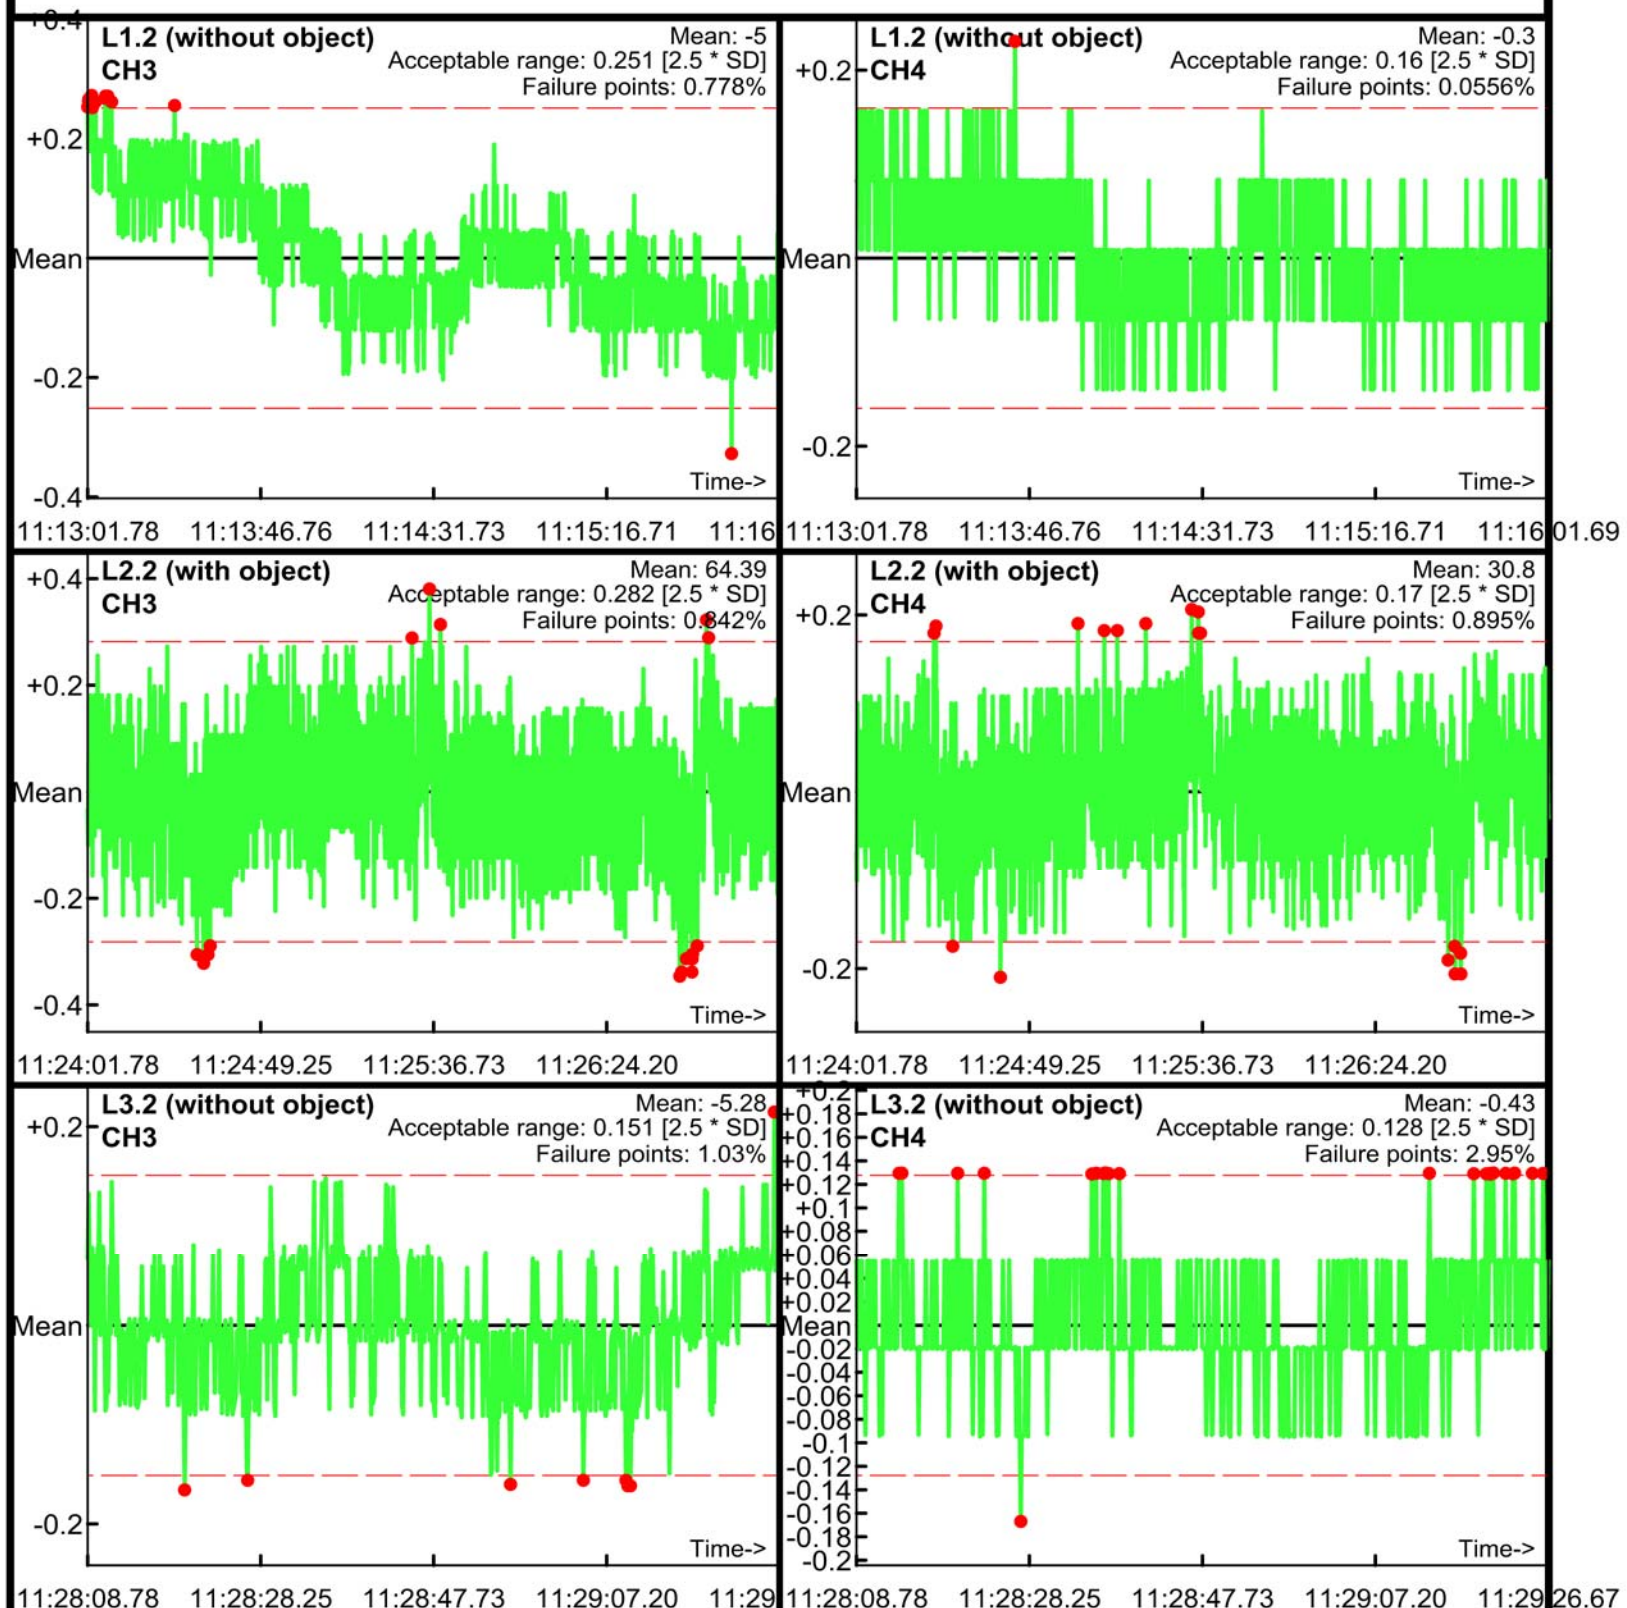 +0.4
L1.2 (without object)
CH3
Mean: -5
Acceptable range: 0.251 [2.5 * SD]
Failure points: 0.778%
+0.2
Mean
-0.2
-0.4
Time->
11:13:01.78 11:13:46.76 11:14:31.73 11:15:16.71 11:16
L1.2 (without object)
CH4
Mean: -0.3
Acceptable range: 0.16 [2.5 * SD]
Failure points: 0.0556%
+0.2
Mean
-0.2
Time->
11:13:01.78 11:13:46.76 11:14:31.73 11:15:16.71 11:16:01.69
L2.2 (with object)
CH3
Mean: 64.39
Acceptable range: 0.282 [2.5 * SD]
Failure points: 0.842%
+0.4
+0.2
Mean
-0.2
-0.4
Time->
11:24:01.78 11:24:49.25 11:25:36.73 11:26:24.20
L2.2 (with object)
CH4
Mean: 30.8
Acceptable range: 0.17 [2.5 * SD]
Failure points: 0.895%
+0.2
Mean
-0.2
Time->
11:24:01.78 11:24:49.25 11:25:36.73 11:26:24.20
L3.2 (without object)
CH3
Mean: -5.28
Acceptable range: 0.151 [2.5 * SD]
Failure points: 1.03%
+0.2
Mean
-0.2
Time->
11:28:08.78 11:28:28.25 11:28:47.73 11:29:07.20 11:29
L3.2 (without object)
CH4
Mean: -0.43
Acceptable range: 0.128 [2.5 * SD]
Failure points: 2.95%
+0.2
+0.18
+0.16
+0.14
+0.12
+0.1
+0.08
+0.06
+0.04
+0.02
Mean
-0.02
-0.04
-0.06
-0.08
-0.1
-0.12
-0.14
-0.16
-0.18
-0.2
Time->
11:28:08.78 11:28:28.25 11:28:47.73 11:29:07.20 11:29:26.67